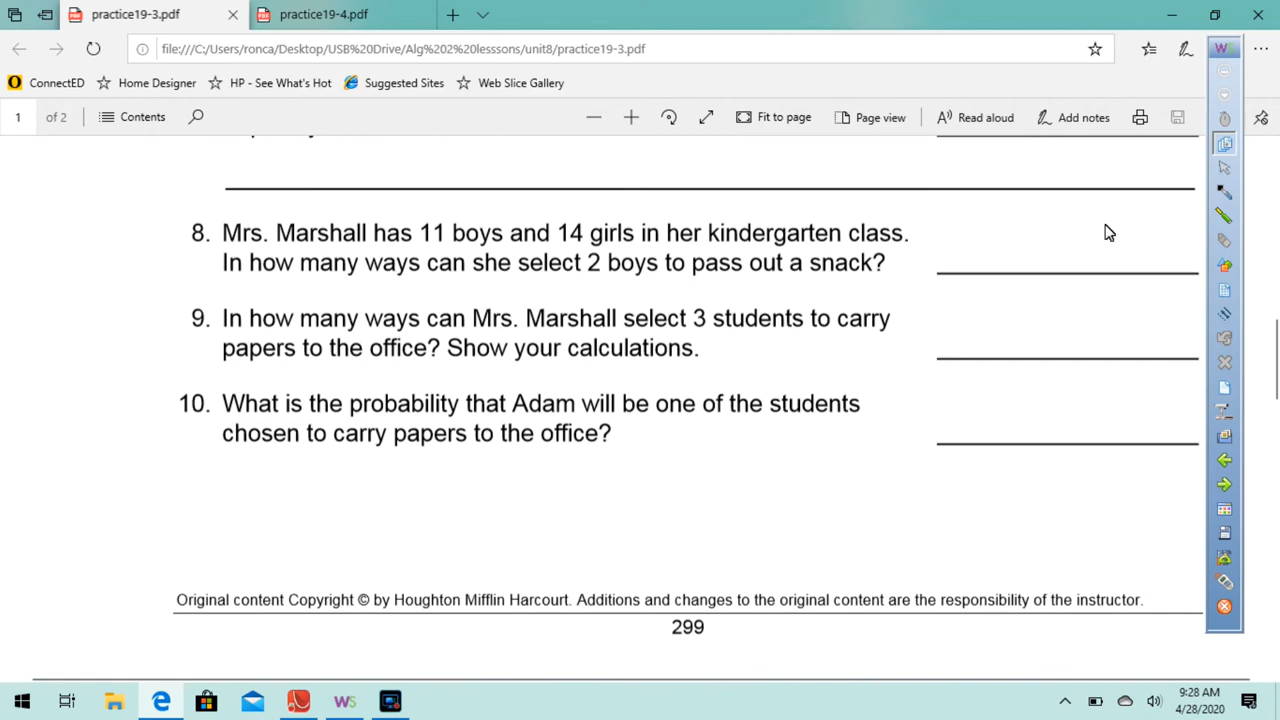 practice19-3.pdf
practice19-4.pdf
file:///C:/Users/ronca/Desktop/USB%20Drive/Alg%202%20lesssons/unit8/practice19-3.pdf
ConnectED
Home Designer
HP - See What's Hot
Suggested Sites
Web Slice Gallery
1 of 2
Contents
Fit to page
Page view
Read aloud
Add notes
8. Mrs. Marshall has 11 boys and 14 girls in her kindergarten class.
In how many ways can she select 2 boys to pass out a snack?
9. In how many ways can Mrs. Marshall select 3 students to carry
papers to the office? Show your calculations.
10. What is the probability that Adam will be one of the students
chosen to carry papers to the office?
Original content Copyright © by Houghton Mifflin Harcourt. Additions and changes to the original content are the responsibility of the instructor.
299
9:28 AM
4/28/2020